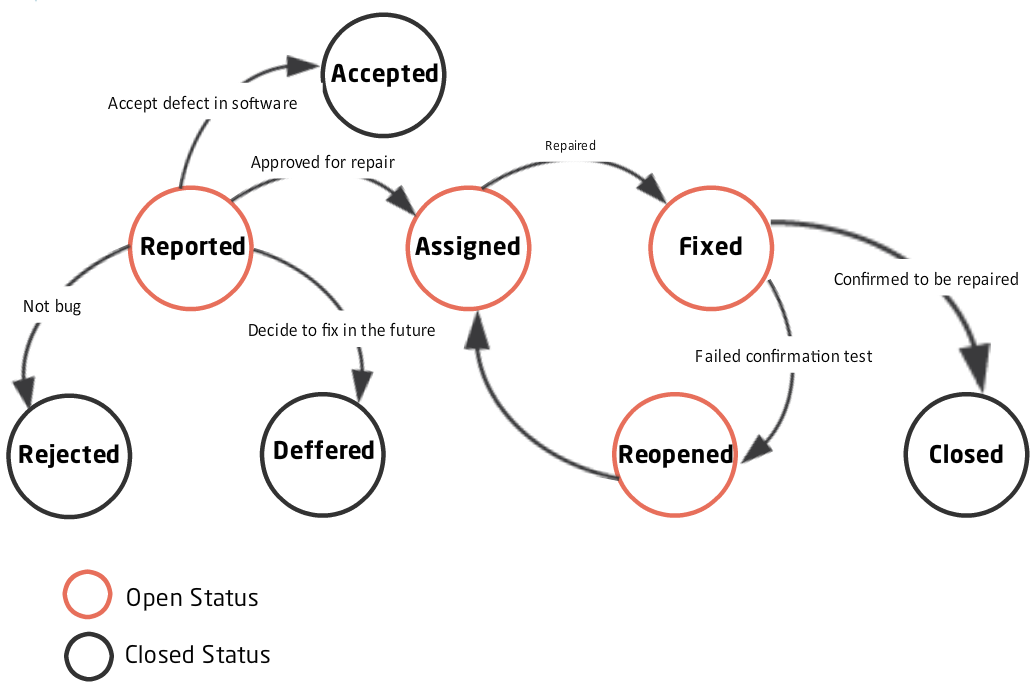 Accepted
Accept defect in software
Repaired
Approved for repair
Reported
Assigned
Fixed
Confirmed to be repaired
Not bug
Decide to fix in the future
Failed confirmation test
Rejected
Deffered
Reopened
Closed
Open Status
Closed Status